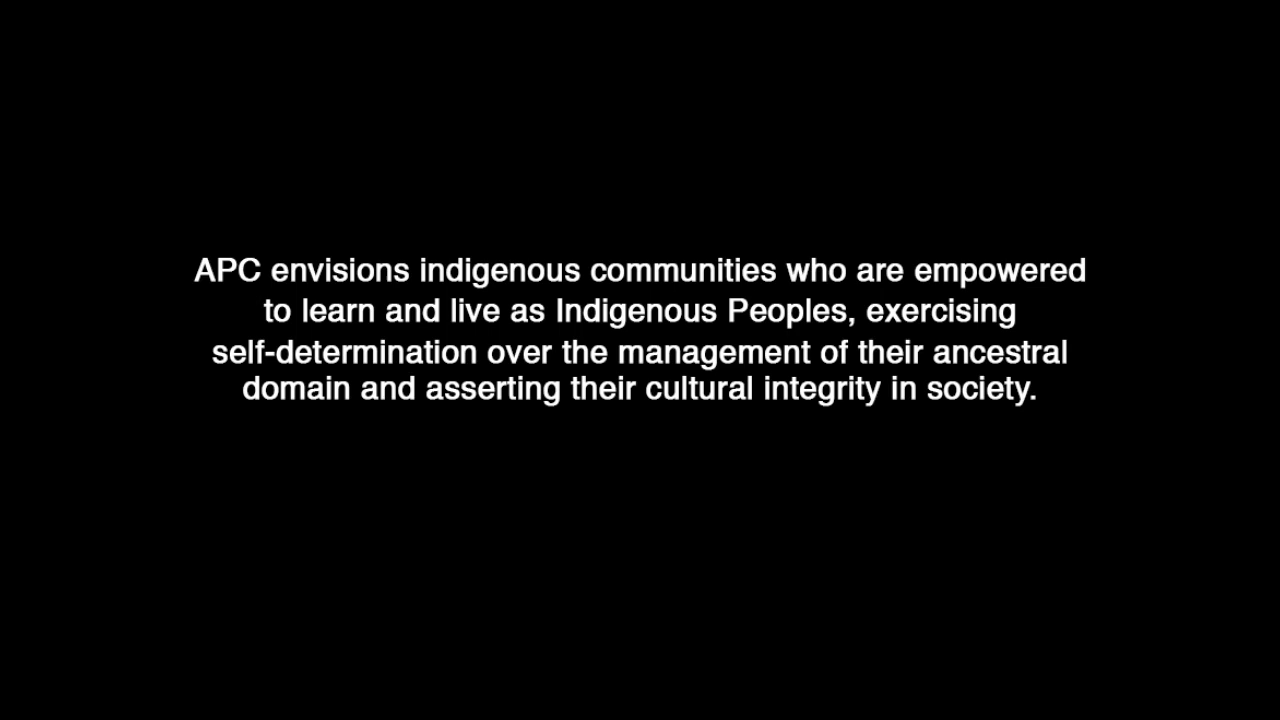 APC envisions indigenous communities who are empowered
to learn and live as Indigenous Peoples, exercising
self-determination over the management of their ancestral
domain and asserting their cultural integrity in society.